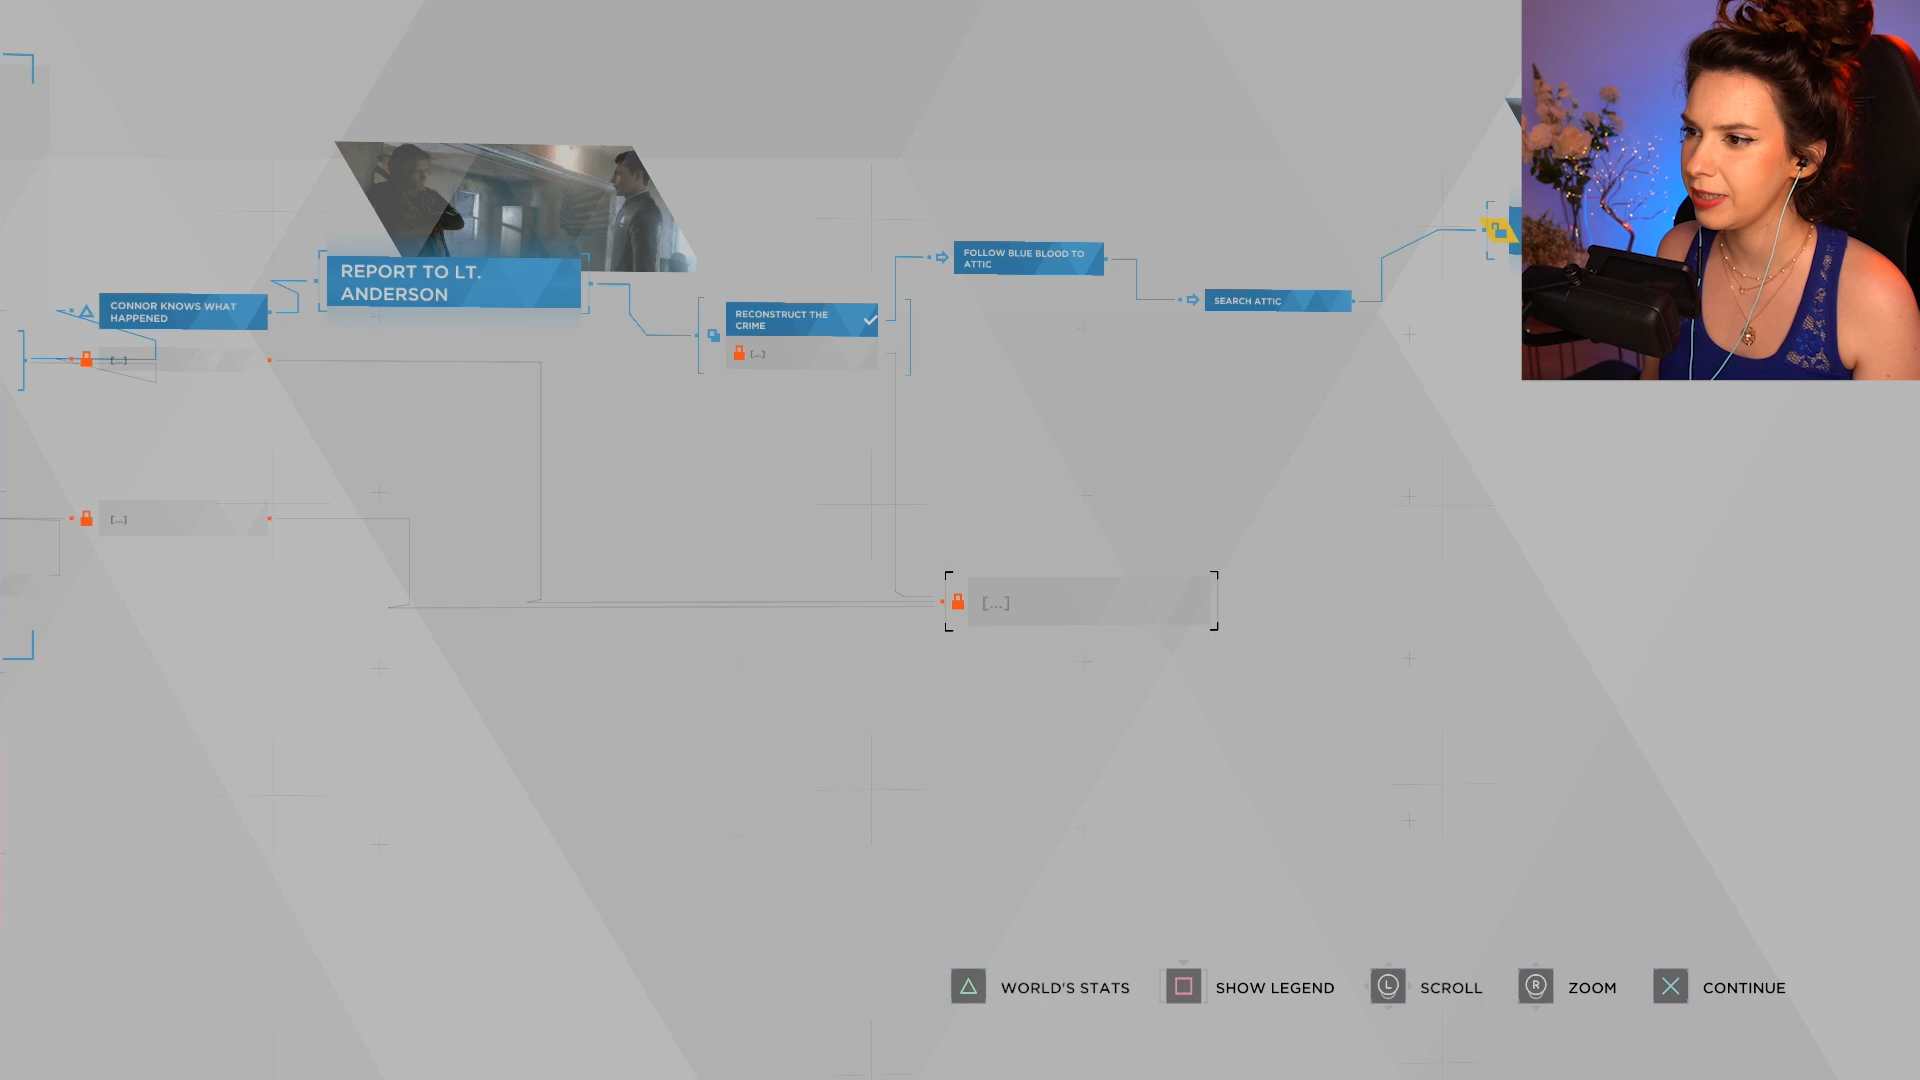 REPORT TO LT.
ANDERSON
CONNOR KNOWS WHAT
HAPPENED
[...]
[...]
RECONSTRUCT THE
CRIME
[...]
FOLLOW BLUE BLOOD TO
ATTIC
SEARCH ATTIC
[...]
WORLD'S STATS
SHOW LEGEND
L
SCROLL
R
ZOOM
CONTINUE